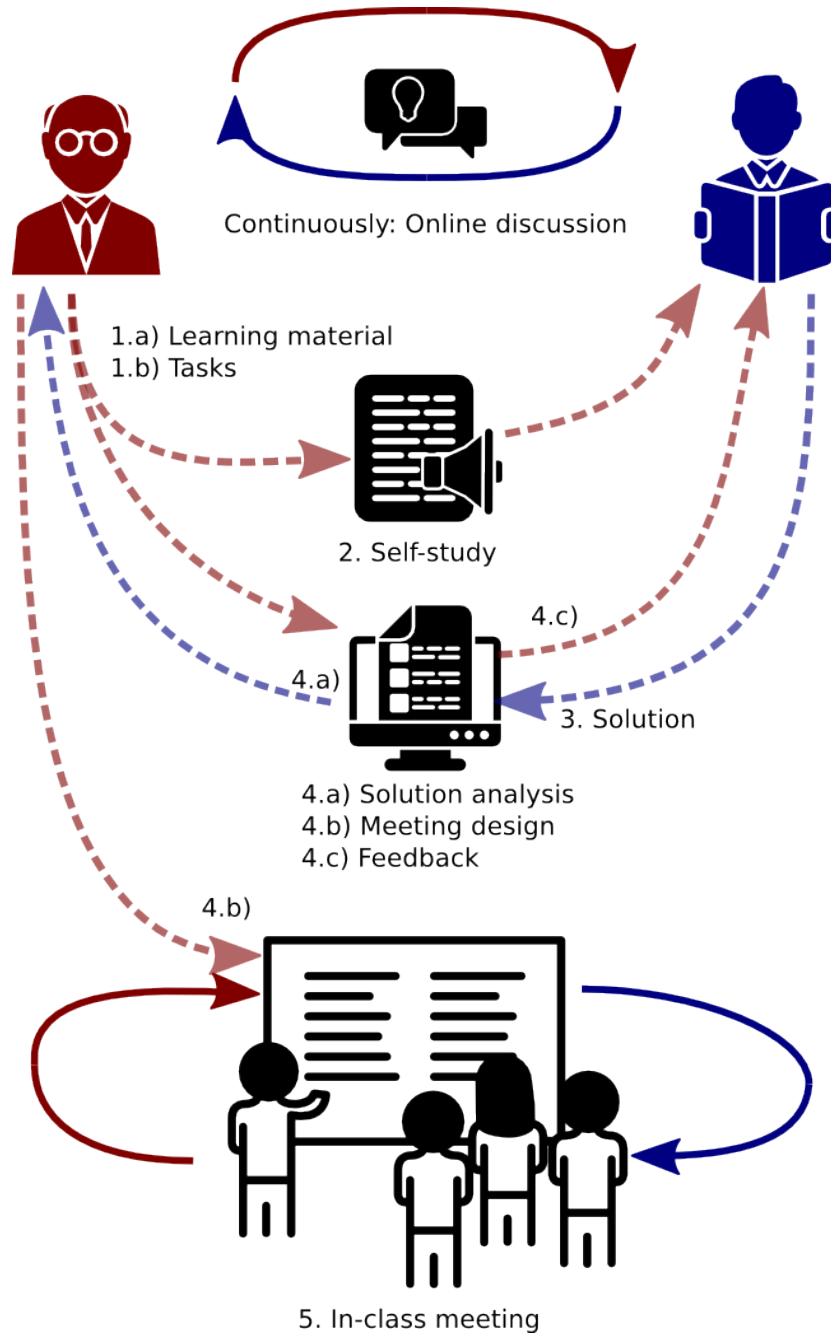 Continuously: Online discussion
1.a) Learning material
1.b) Tasks
2. Self-study
4.c)
4.a)
3. Solution
4.a) Solution analysis
4.b) Meeting design
4.c) Feedback
4.b)
5. In-class meeting